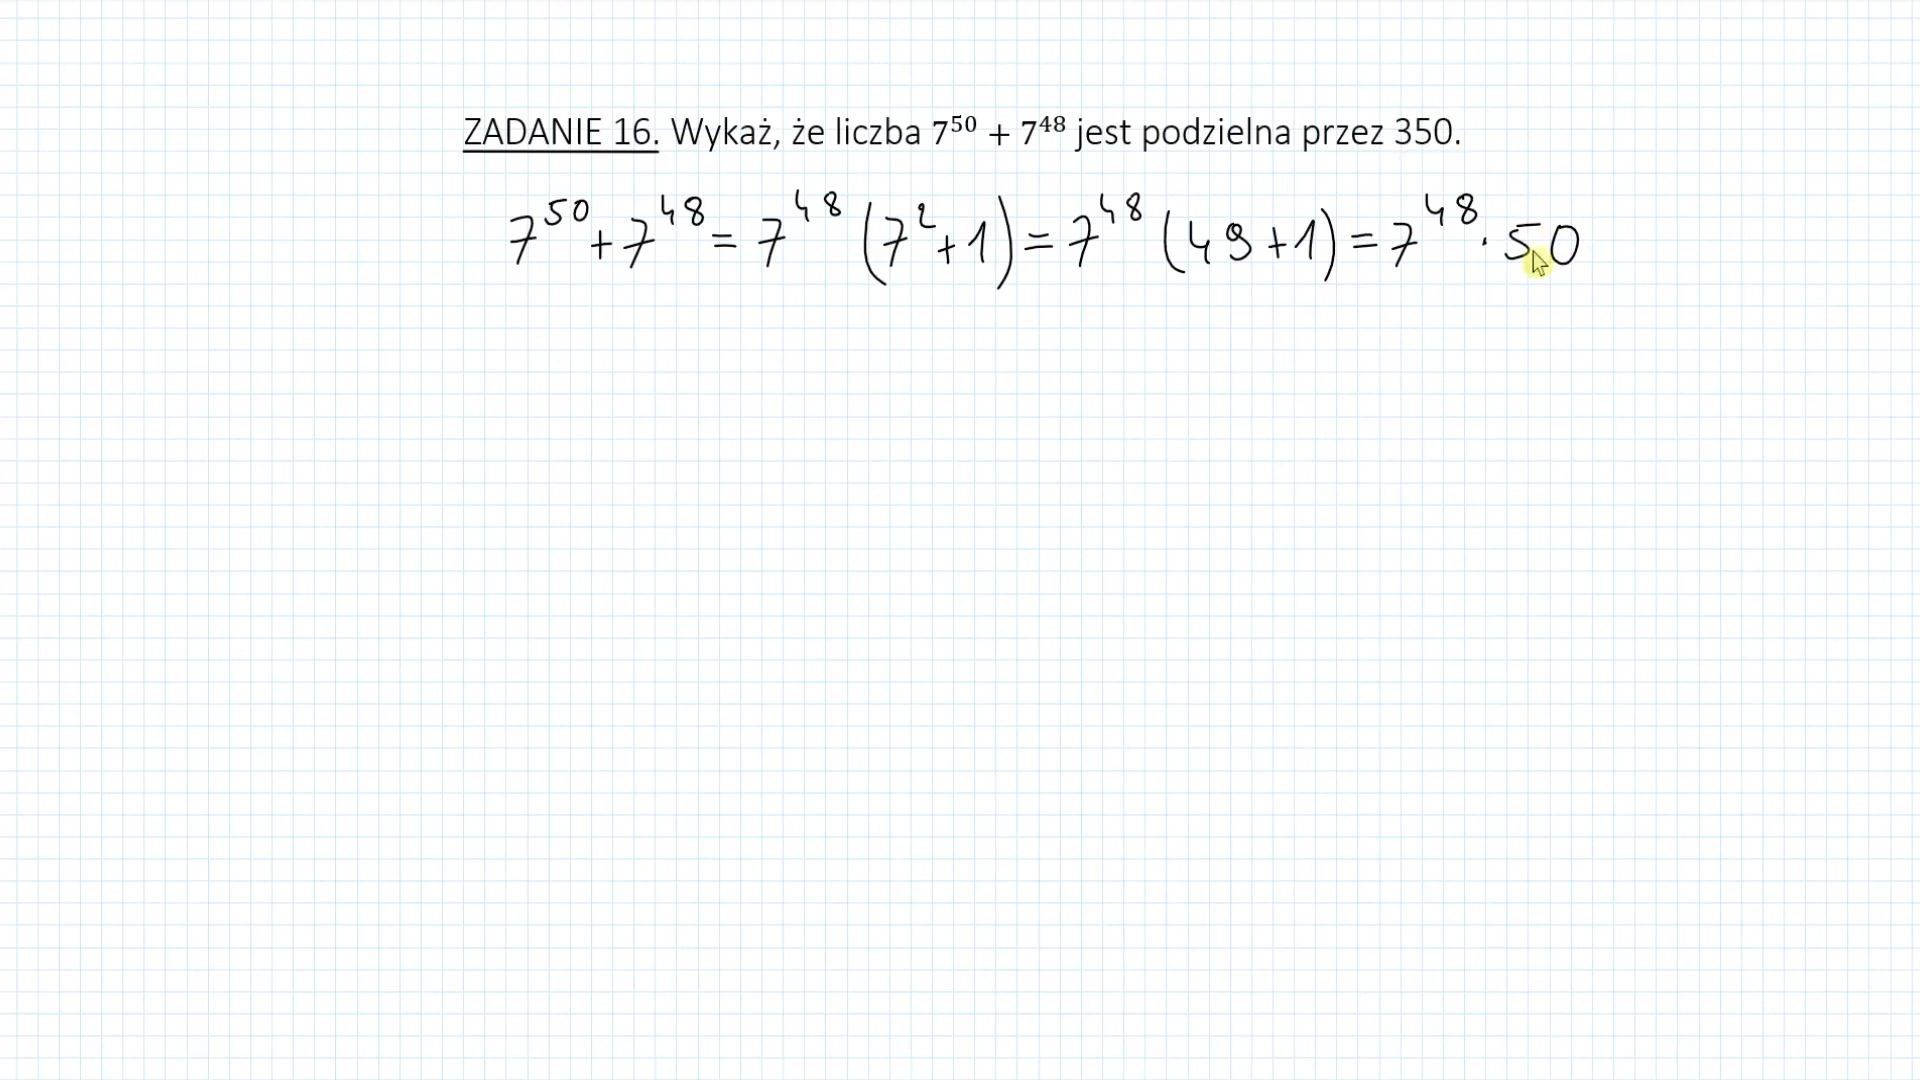 ZADANIE 16. Wykaż, że liczba 7⁵⁰ + 7⁴⁸ jest podzielna przez 350.
7⁵⁰+7⁴⁸ = 7⁴⁸ (7²+1) = 7⁴⁸ (49+1) = 7⁴⁸ · 50